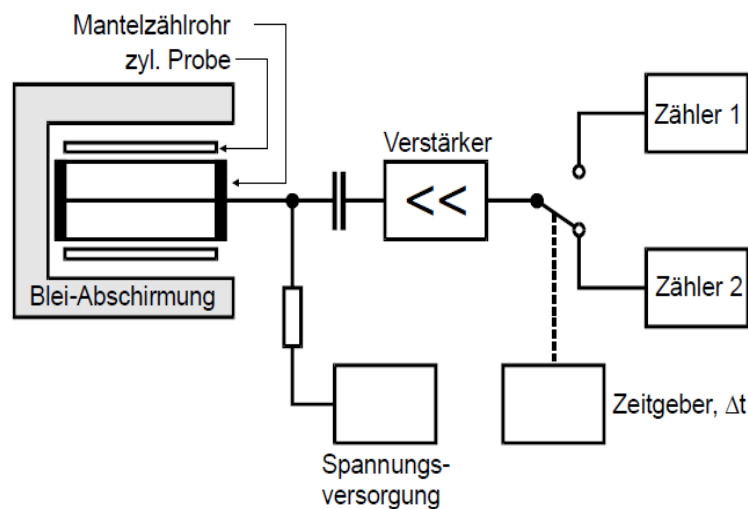 Mantelzählrohr
zyl. Probe
Zähler 1
Verstärker
<<
Blei-Abschirmung
Zähler 2
Zeitgeber, Δt
Spannungs-
versorgung